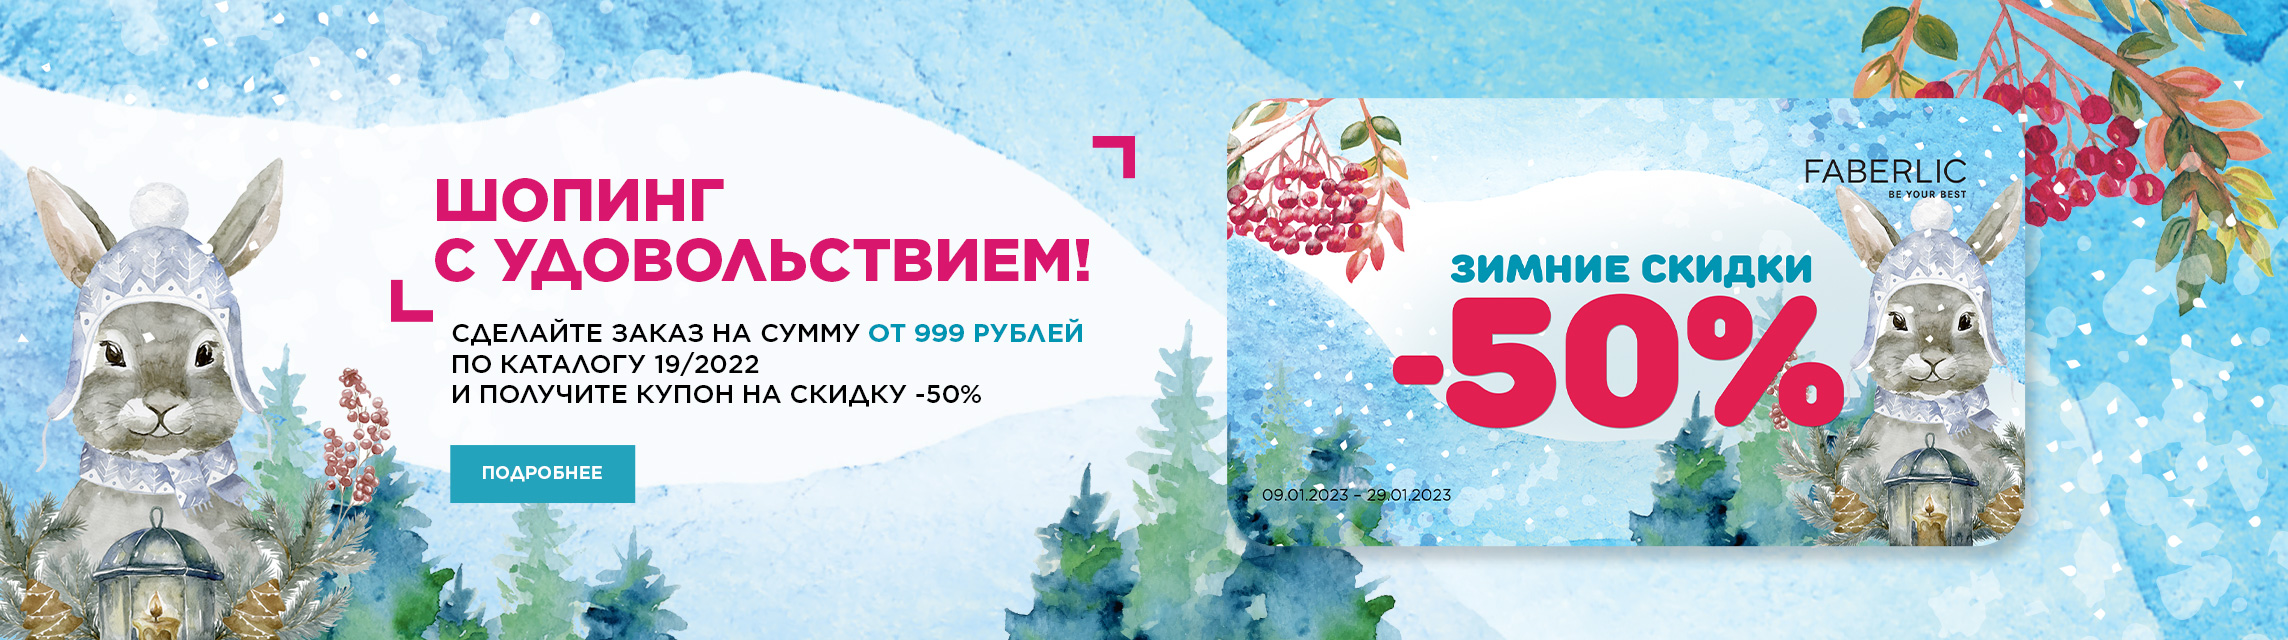 ШОПИНГ
С УДОВОЛЬСТВИЕМ!
СДЕЛАЙТЕ ЗАКАЗ НА СУММУ ОТ 999 РУБЛЕЙ
ПО КАТАЛОГУ 19/2022
И ПОЛУЧИТЕ КУПОН НА СКИДКУ -50%
ПОДРОБНЕЕ
FABERLIC
BE YOUR BEST
ЗИМНИЕ СКИДКИ
-50%
09.01.2023 – 29.01.2023